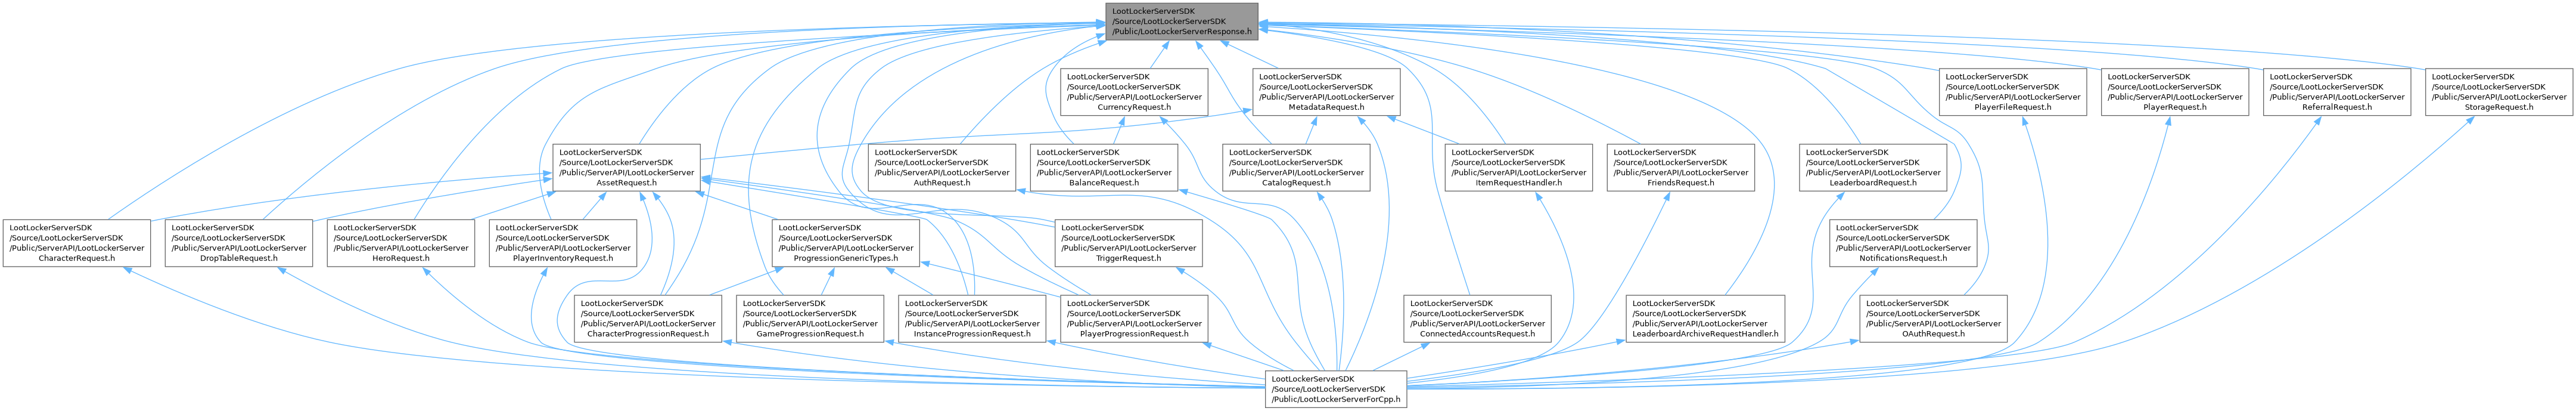 LootLockerServerSDK
/Source/LootLockerServerSDK
/Public/LootLockerServerResponse.h
LootLockerServerSDK
/Source/LootLockerServerSDK
/Public/ServerAPI/LootLockerServer
CurrencyRequest.h
LootLockerServerSDK
/Source/LootLockerServerSDK
/Public/ServerAPI/LootLockerServer
MetadataRequest.h
LootLockerServerSDK
/Source/LootLockerServerSDK
/Public/ServerAPI/LootLockerServer
PlayerFileRequest.h
LootLockerServerSDK
/Source/LootLockerServerSDK
/Public/ServerAPI/LootLockerServer
PlayerRequest.h
LootLockerServerSDK
/Source/LootLockerServerSDK
/Public/ServerAPI/LootLockerServer
ReferralRequest.h
LootLockerServerSDK
/Source/LootLockerServerSDK
/Public/ServerAPI/LootLockerServer
StorageRequest.h
LootLockerServerSDK
/Source/LootLockerServerSDK
/Public/ServerAPI/LootLockerServer
AssetRequest.h
LootLockerServerSDK
/Source/LootLockerServerSDK
/Public/ServerAPI/LootLockerServer
AuthRequest.h
LootLockerServerSDK
/Source/LootLockerServerSDK
/Public/ServerAPI/LootLockerServer
BalanceRequest.h
LootLockerServerSDK
/Source/LootLockerServerSDK
/Public/ServerAPI/LootLockerServer
CatalogRequest.h
LootLockerServerSDK
/Source/LootLockerServerSDK
/Public/ServerAPI/LootLockerServer
ItemRequestHandler.h
LootLockerServerSDK
/Source/LootLockerServerSDK
/Public/ServerAPI/LootLockerServer
FriendsRequest.h
LootLockerServerSDK
/Source/LootLockerServerSDK
/Public/ServerAPI/LootLockerServer
LeaderboardRequest.h
LootLockerServerSDK
/Source/LootLockerServerSDK
/Public/ServerAPI/LootLockerServer
CharacterRequest.h
LootLockerServerSDK
/Source/LootLockerServerSDK
/Public/ServerAPI/LootLockerServer
DropTableRequest.h
LootLockerServerSDK
/Source/LootLockerServerSDK
/Public/ServerAPI/LootLockerServer
HeroRequest.h
LootLockerServerSDK
/Source/LootLockerServerSDK
/Public/ServerAPI/LootLockerServer
PlayerInventoryRequest.h
LootLockerServerSDK
/Source/LootLockerServerSDK
/Public/ServerAPI/LootLockerServer
ProgressionGenericTypes.h
LootLockerServerSDK
/Source/LootLockerServerSDK
/Public/ServerAPI/LootLockerServer
TriggerRequest.h
LootLockerServerSDK
/Source/LootLockerServerSDK
/Public/ServerAPI/LootLockerServer
NotificationsRequest.h
LootLockerServerSDK
/Source/LootLockerServerSDK
/Public/ServerAPI/LootLockerServer
CharacterProgressionRequest.h
LootLockerServerSDK
/Source/LootLockerServerSDK
/Public/ServerAPI/LootLockerServer
GameProgressionRequest.h
LootLockerServerSDK
/Source/LootLockerServerSDK
/Public/ServerAPI/LootLockerServer
InstanceProgressionRequest.h
LootLockerServerSDK
/Source/LootLockerServerSDK
/Public/ServerAPI/LootLockerServer
PlayerProgressionRequest.h
LootLockerServerSDK
/Source/LootLockerServerSDK
/Public/ServerAPI/LootLockerServer
ConnectedAccountsRequest.h
LootLockerServerSDK
/Source/LootLockerServerSDK
/Public/ServerAPI/LootLockerServer
LeaderboardArchiveRequestHandler.h
LootLockerServerSDK
/Source/LootLockerServerSDK
/Public/ServerAPI/LootLockerServer
OAuthRequest.h
LootLockerServerSDK
/Source/LootLockerServerSDK
/Public/LootLockerServerForCpp.h